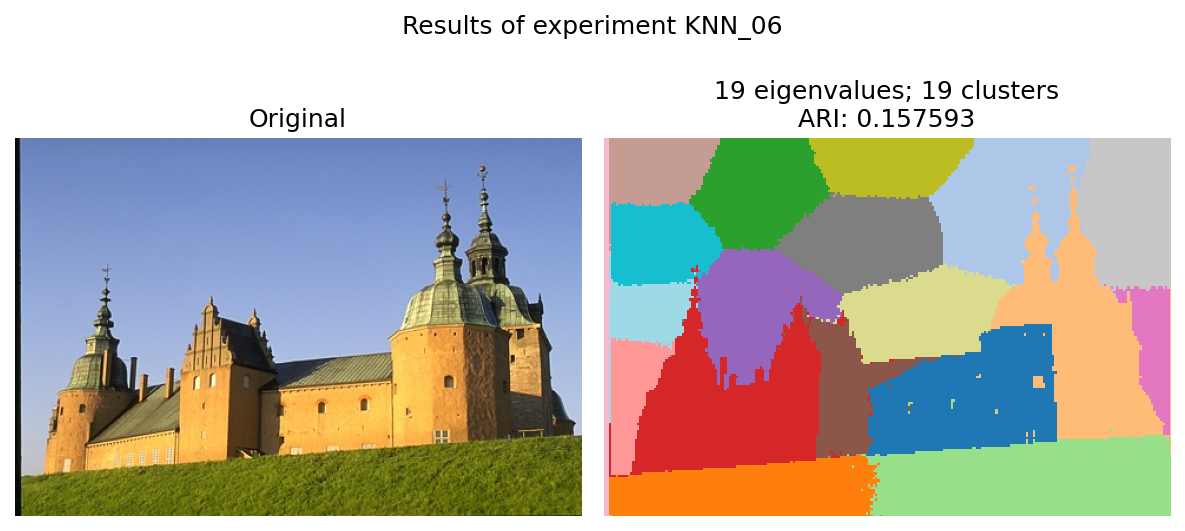 Results of experiment KNN_06
Original
19 eigenvalues; 19 clusters
ARI: 0.157593